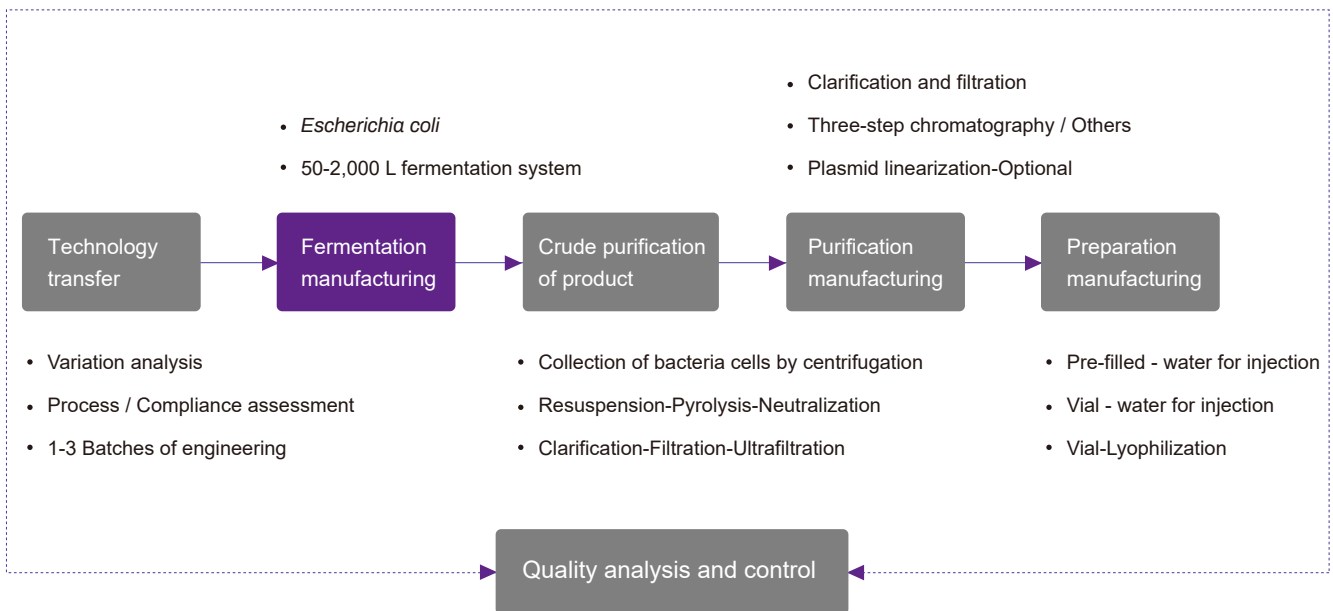 • Clarification and filtration
• Three-step chromatography / Others
• Plasmid linearization-Optional
• Escherichia coli
• 50-2,000 L fermentation system
Technology
transfer
Fermentation
manufacturing
Crude purification
of product
Purification
manufacturing
Preparation
manufacturing
• Variation analysis
• Process / Compliance assessment
• 1-3 Batches of engineering
• Collection of bacteria cells by centrifugation
• Resuspension-Pyrolysis-Neutralization
• Clarification-Filtration-Ultrafiltration
• Pre-filled - water for injection
• Vial - water for injection
• Vial-Lyophilization
Quality analysis and control